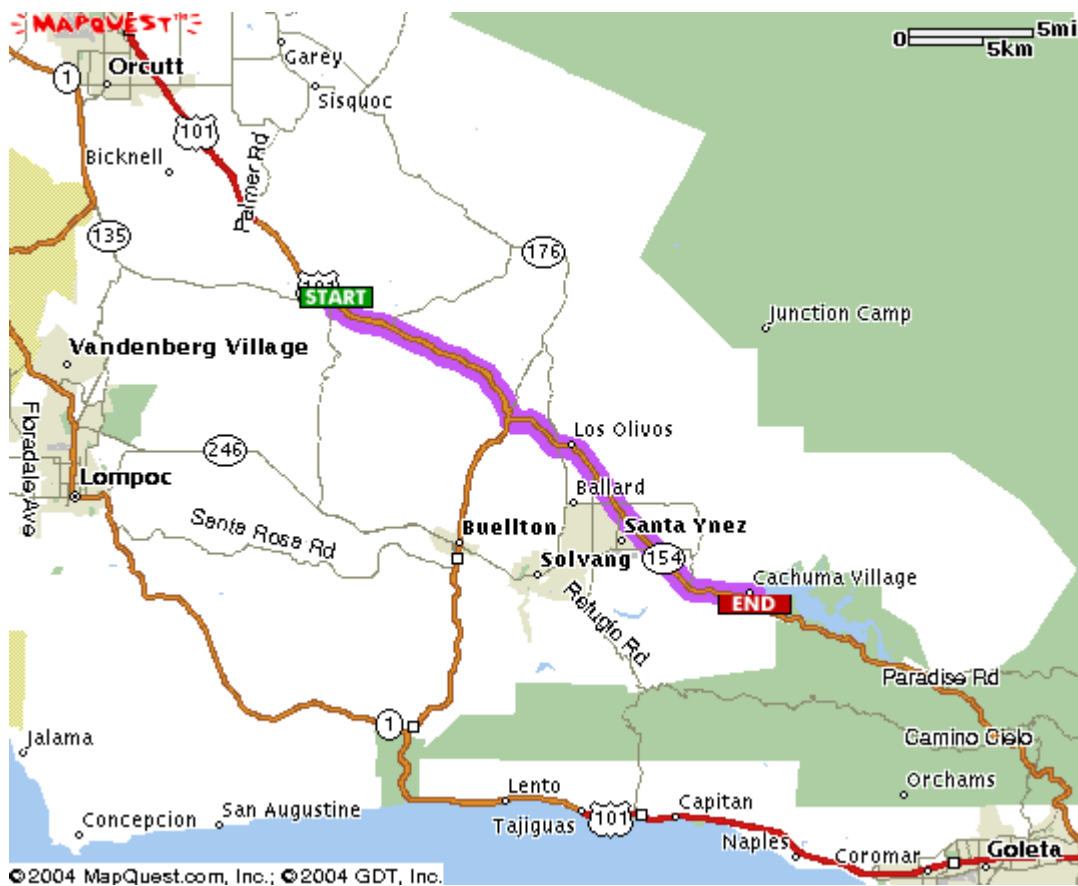 MAPQUEST
0 5mi
5km
Garey
1
Orcutt
Sisquoc
101
Palmer Rd
Bicknell
135
176
101
START
Junction Camp
Vandenberg Village
Floradale Ave
Los Olivos
246
Lompoc
Ballard
Santa Rosa Rd
Buellton
Santa Ynez
154
Solvang
Cachuma Village
END
Refugio Rd
Paradise Rd
1
Jalama
Camino Cielo
Orchams
Lento
San Augustine
Capitan
Concepcion
Tajiguas
101
Naples
Coromar
Goleta
©2004 MapQuest.com, Inc.; ©2004 GDT, Inc.